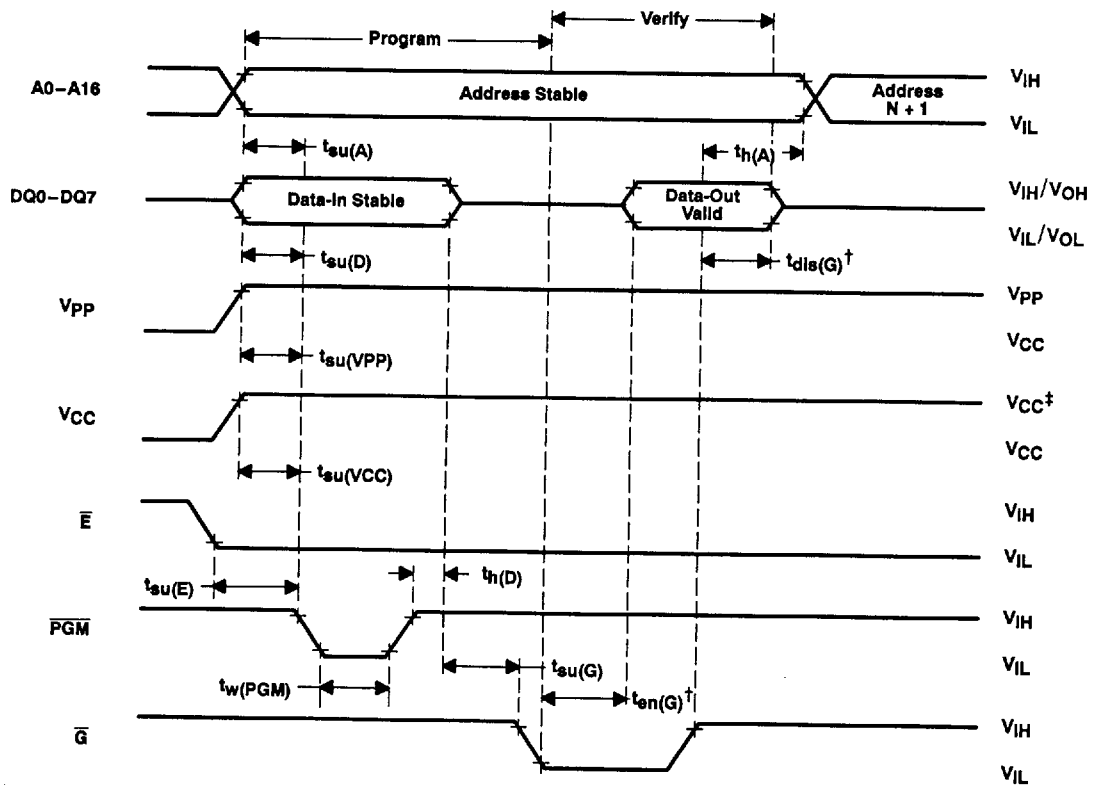 Verify
Program
A0–A16
Address Stable
Address
N + 1
VIH
VIL
tsu(A)
th(A)
DQ0–DQ7
Data-In Stable
Data-Out
Valid
VIH/VOH
VIL/VOL
tsu(D)
tdis(G)†
VPP
VPP
VCC
tsu(VPP)
VCC
VCC‡
VCC
tsu(VCC)
E
VIH
VIL
tsu(E)
th(D)
PGM
VIH
VIL
tsu(G)
tw(PGM)
ten(G)†
G
VIH
VIL